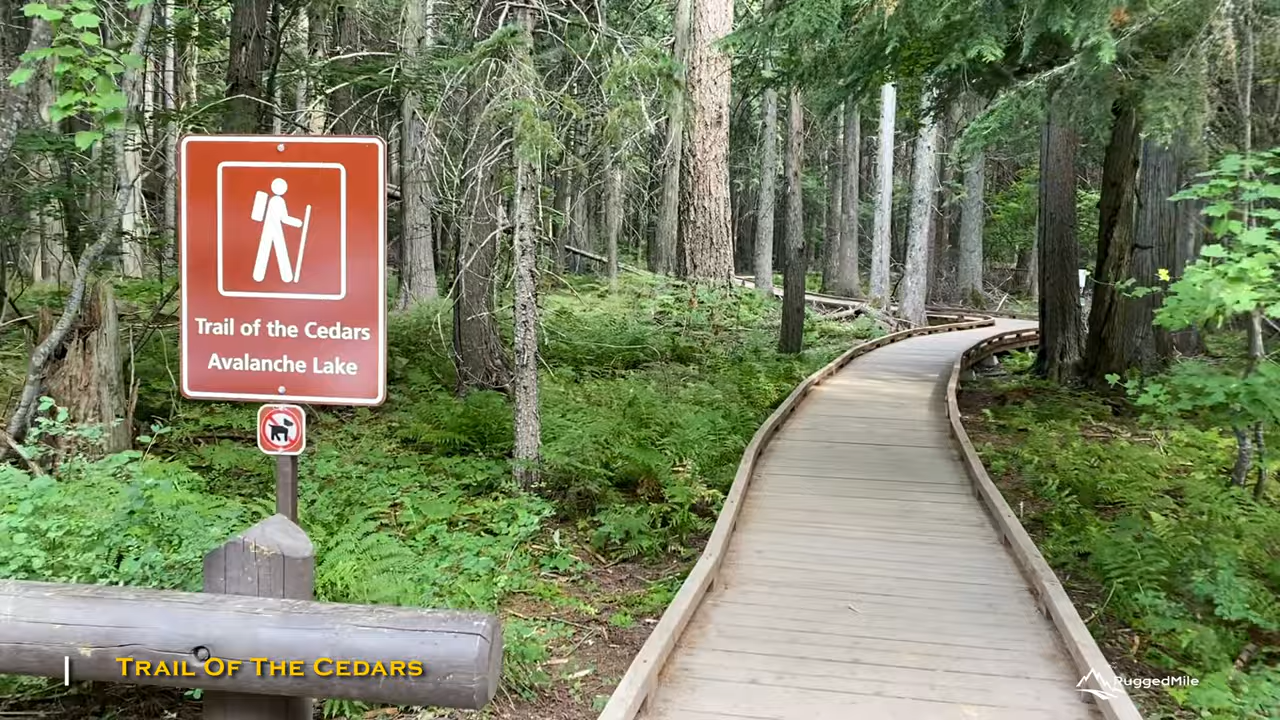 Trail of the Cedars
Avalanche Lake
Trail Of The Cedars
RuggedMile